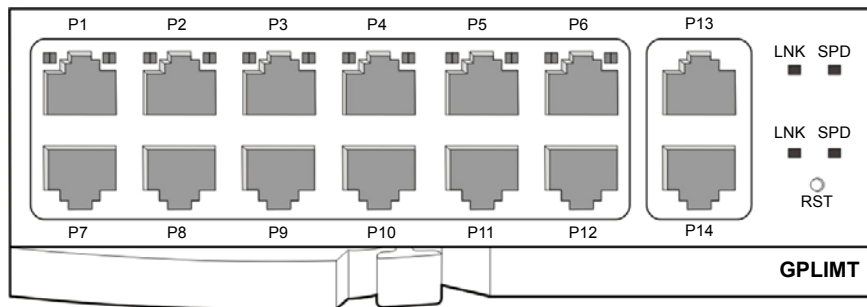 P1 P2 P3 P4 P5 P6 P13
LNK SPD
LNK SPD
RST
P7 P8 P9 P10 P11 P12 P14
GPLIMT